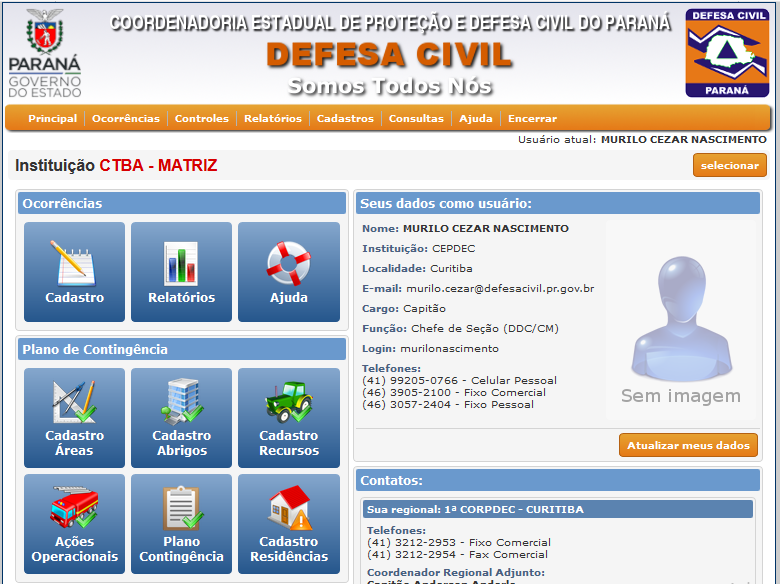 COORDENADORIA ESTADUAL DE PROTEÇÃO E DEFESA CIVIL DO PARANÁ
DEFESA CIVIL
Somos Todos Nós
PARANÁ
GOVERNO
DO ESTADO
DEFESA CIVIL
PARANÁ
Principal Ocorrências Controles Relatórios Cadastros Consultas Ajuda Encerrar
Usuário atual: MURILO CEZAR NASCIMENTO
Instituição CTBA - MATRIZ
selecionar
Ocorrências
Cadastro
Relatórios
Ajuda
Plano de Contingência
Cadastro
Áreas
Cadastro
Abrigos
Cadastro
Recursos
Ações
Operacionais
Plano
Contingência
Cadastro
Residências
Seus dados como usuário:
Nome: MURILO CEZAR NASCIMENTO
Instituição: CEPDEC
Localidade: Curitiba
E-mail: murilo.cezar@defesacivil.pr.gov.br
Cargo: Capitão
Função: Chefe de Seção (DDC/CM)
Login: murilonascimento
Telefones:
(41) 99205-0766 - Celular Pessoal
(46) 3905-2100 - Fixo Comercial
(46) 3057-2404 - Fixo Pessoal
Sem imagem
Atualizar meus dados
Contatos:
Sua regional: 1ª CORPDEC - CURITIBA
Telefones:
(41) 3212-2953 - Fixo Comercial
(41) 3212-2954 - Fax Comercial
Coordenador Regional Adjunto: